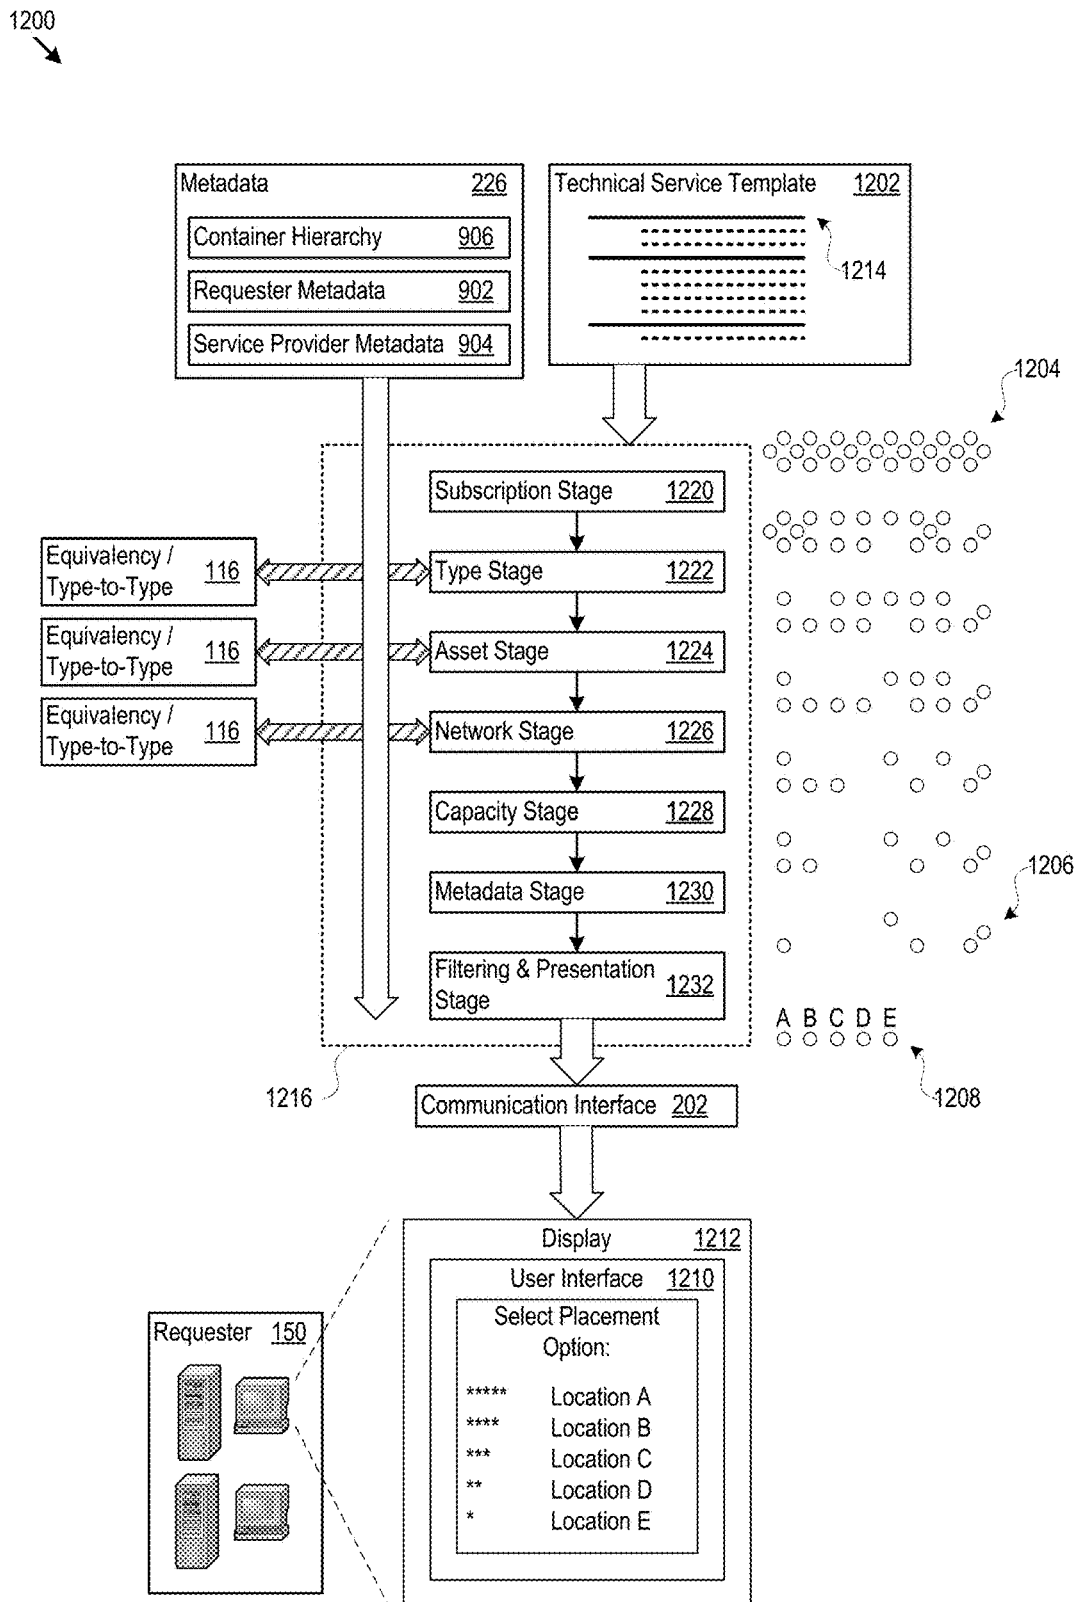 1200
Metadata 226
Container Hierarchy 906
Requester Metadata 902
Service Provider Metadata 904
Technical Service Template 1202
1214
1204
Subscription Stage 1220
Equivalency / Type-to-Type 116
Type Stage 1222
Equivalency / Type-to-Type 116
Asset Stage 1224
Equivalency / Type-to-Type 116
Network Stage 1226
Capacity Stage 1228
Metadata Stage 1230
1206
Filtering & Presentation
Stage 1232
A B C D E
1216
1208
Communication Interface 202
Display 1212
User Interface 1210
Select Placement
Option:
***** Location A
**** Location B
*** Location C
** Location D
* Location E
Requester 150